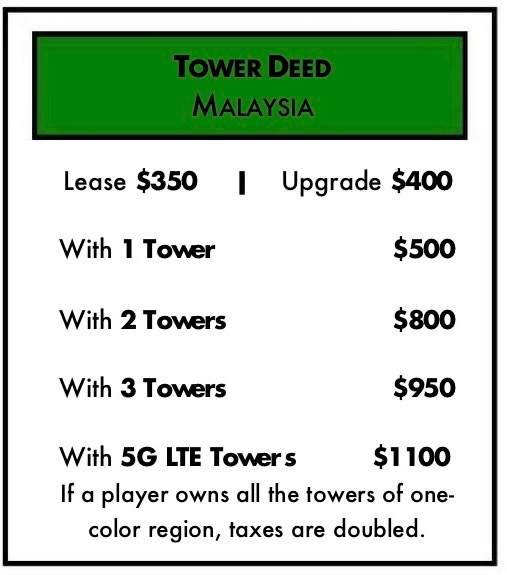 TOWER DEED
MALAYSIA
Lease $350 | Upgrade $400
With 1 Tower $500
With 2 Towers $800
With 3 Towers $950
With 5G LTE Towers $1100
If a player owns all the towers of one-
color region, taxes are doubled.